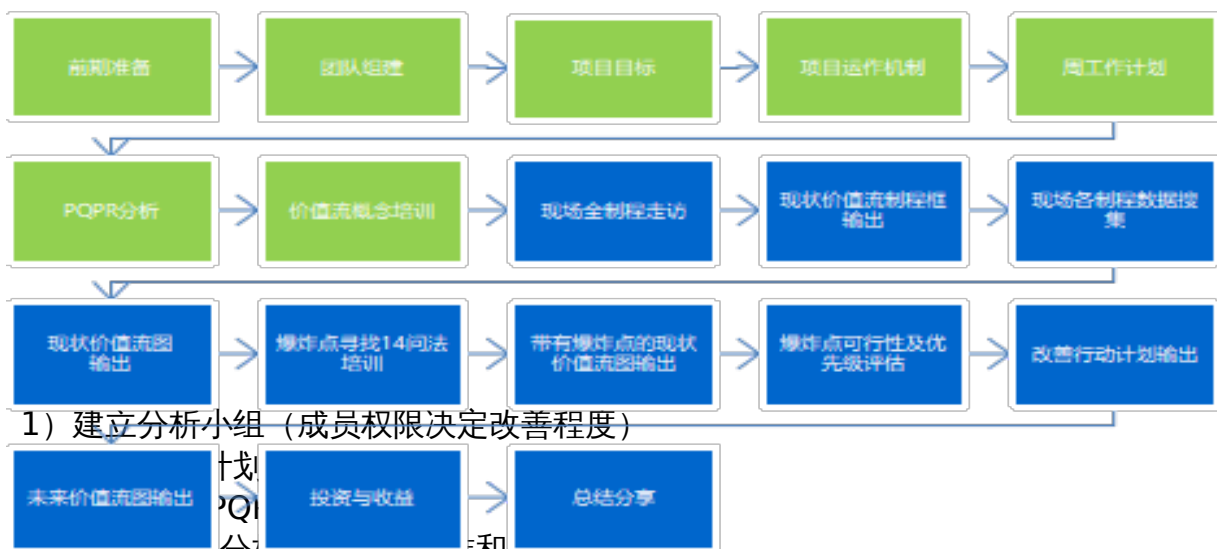 前期准备
团队组建
项目目标
项目运作机制
周工作计划
PQPR分析
价值流概念培训
现场全制程走访
现状价值流制程框
输出
现场各制程数据搜
集
现状价值流图
输出
爆炸点寻找14问法
培训
带有爆炸点的现状
价值流图输出
爆炸点可行性及优
先级评估
改善行动计划输出
1）建立分析小组（成员权限决定改善程度）
未来价值流图输出
投资与收益
总结分享
计划
PQ